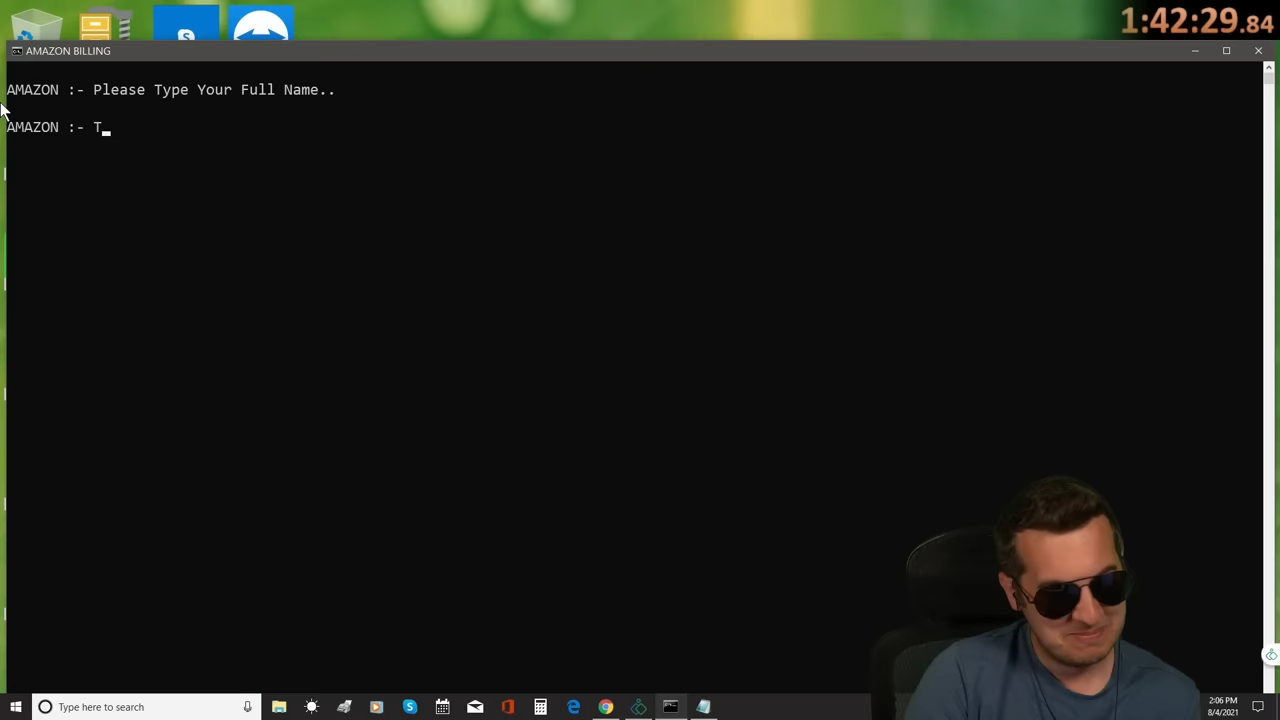 1:42:29.84
AMAZON BILLING
AMAZON :- Please Type Your Full Name..
AMAZON :- T
Type here to search
2:06 PM
8/4/2021